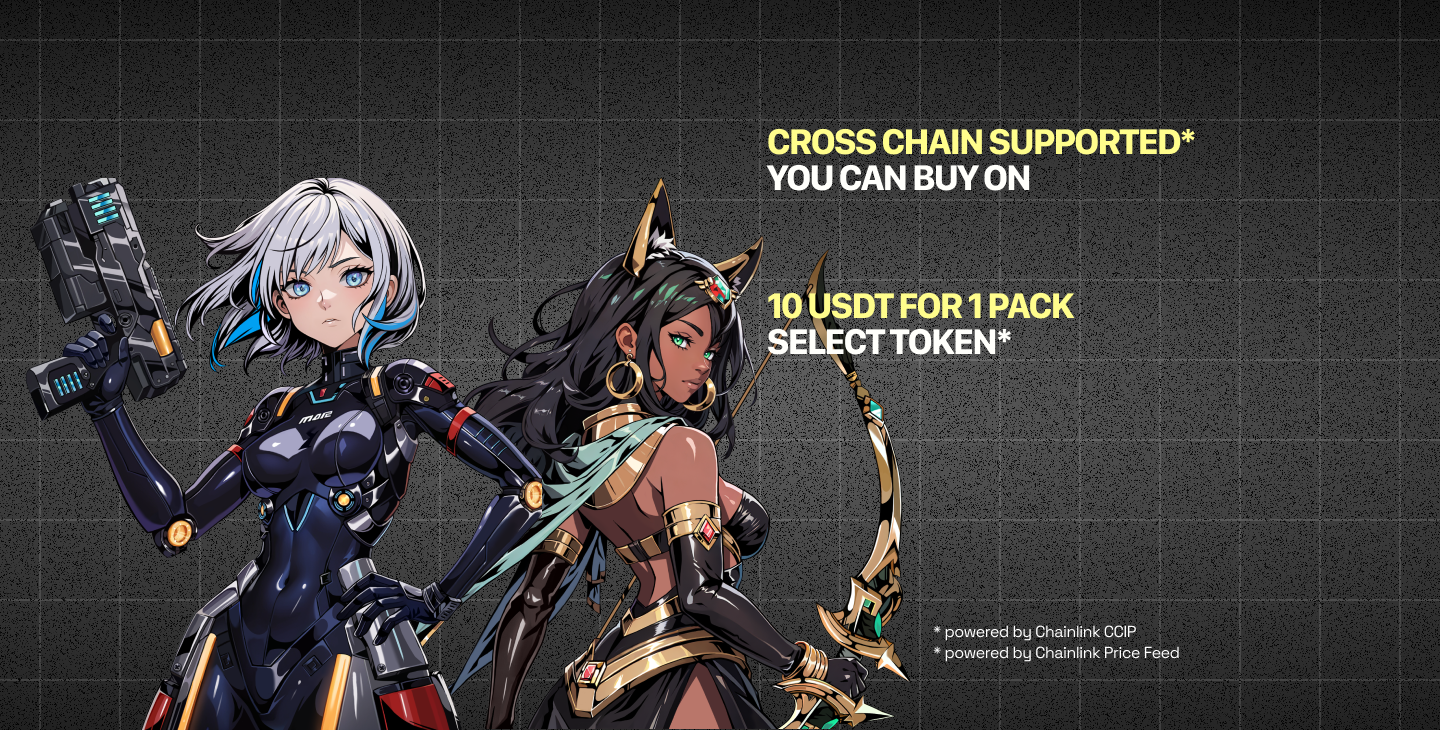 CROSS CHAIN SUPPORTED*
YOU CAN BUY ON
10 USDT FOR 1 PACK
SELECT TOKEN*
* powered by Chainlink CCIP
* powered by Chainlink Price Feed